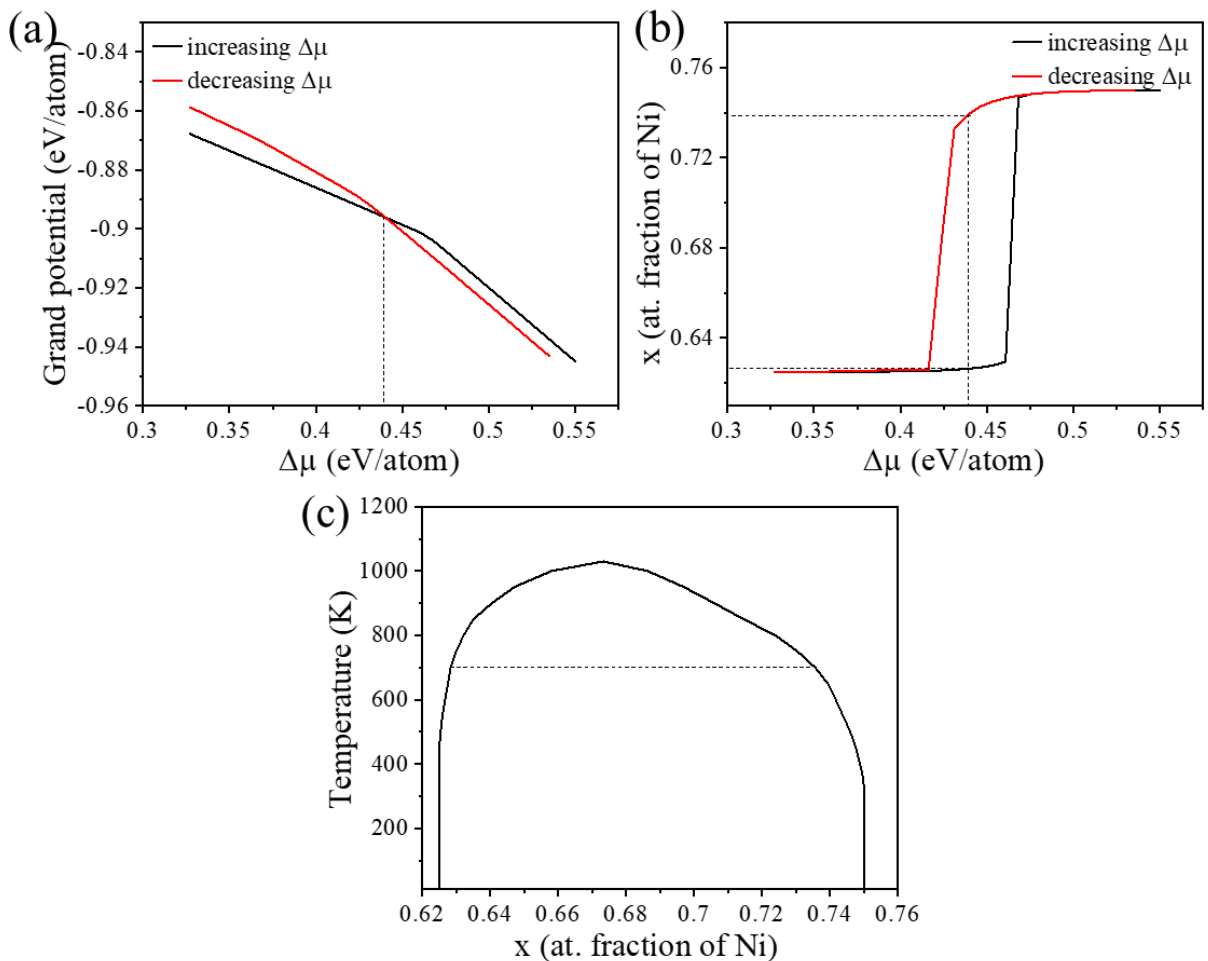 (a)
increasing Δμ
decreasing Δμ
-0.84
-0.86
-0.88
-0.9
-0.92
-0.94
-0.96
Grand potential (eV/atom)
0.3 0.35 0.4 0.45 0.5 0.55
Δμ (eV/atom)
(b)
increasing Δμ
decreasing Δμ
0.76
0.72
0.68
0.64
x (at. fraction of Ni)
0.3 0.35 0.4 0.45 0.5 0.55
Δμ (eV/atom)
(c)
1200
1000
800
600
400
200
Temperature (K)
0.62 0.64 0.66 0.68 0.7 0.72 0.74 0.76
x (at. fraction of Ni)